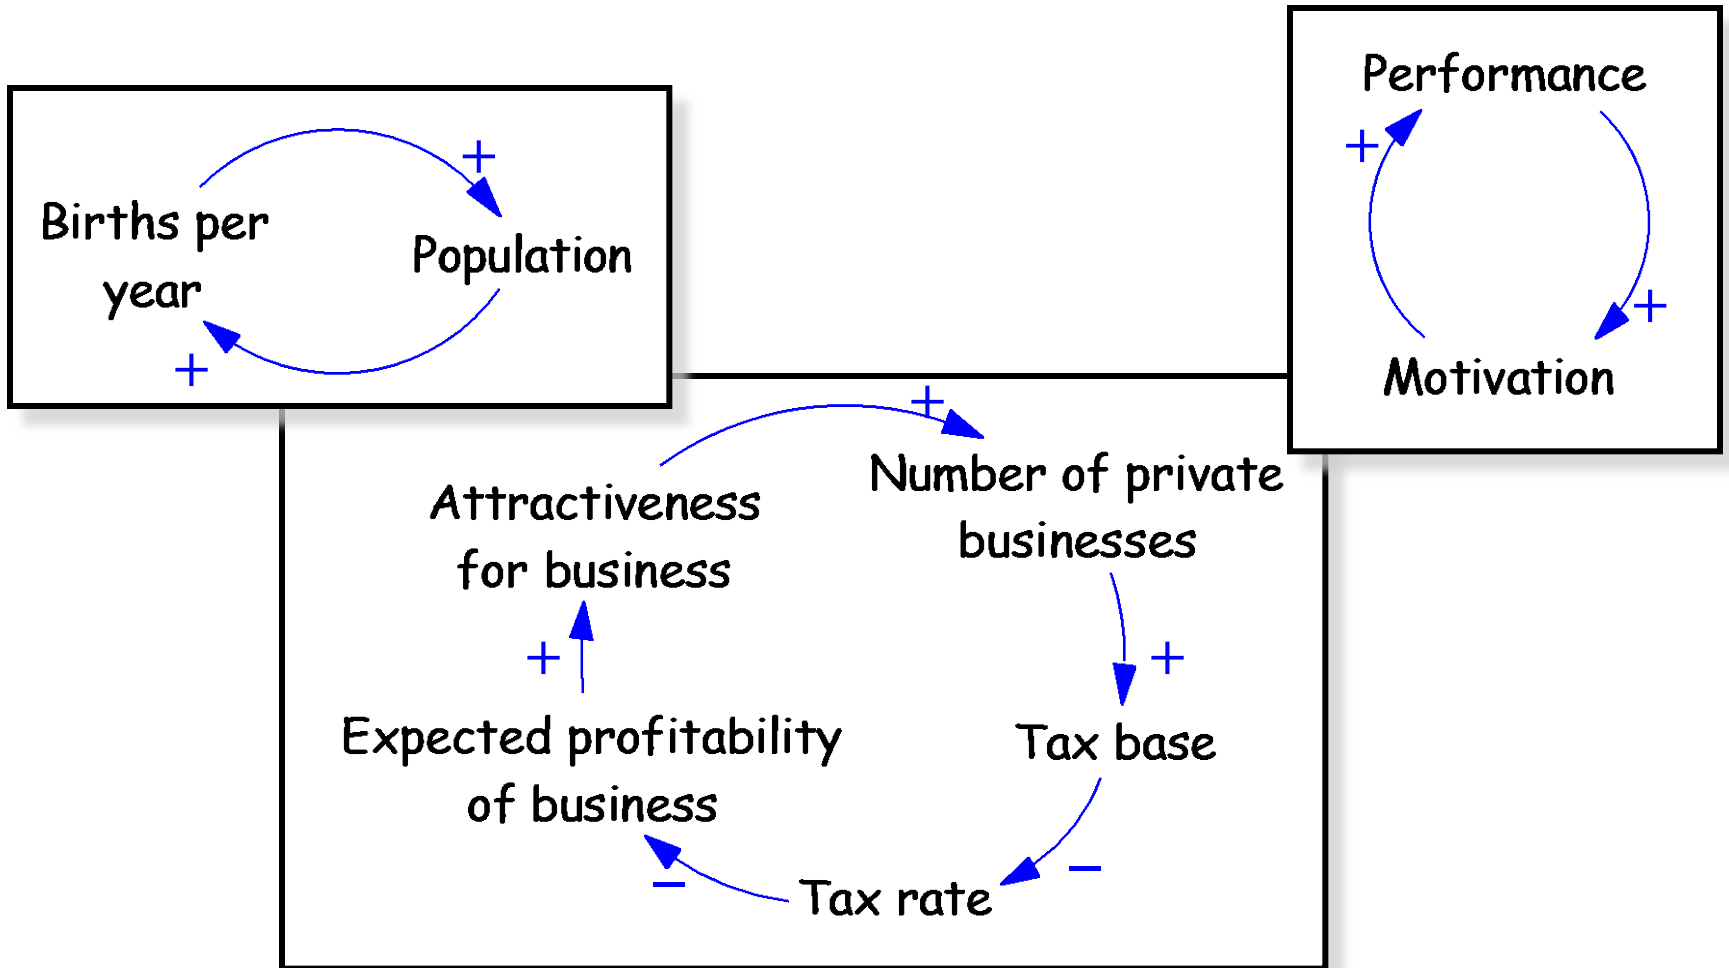 Births per
year
+
Population
+
Performance
+
+
Motivation
+
Attractiveness
for business
Number of private
businesses
+
+
Expected profitability
of business
Tax base
−
−
Tax rate